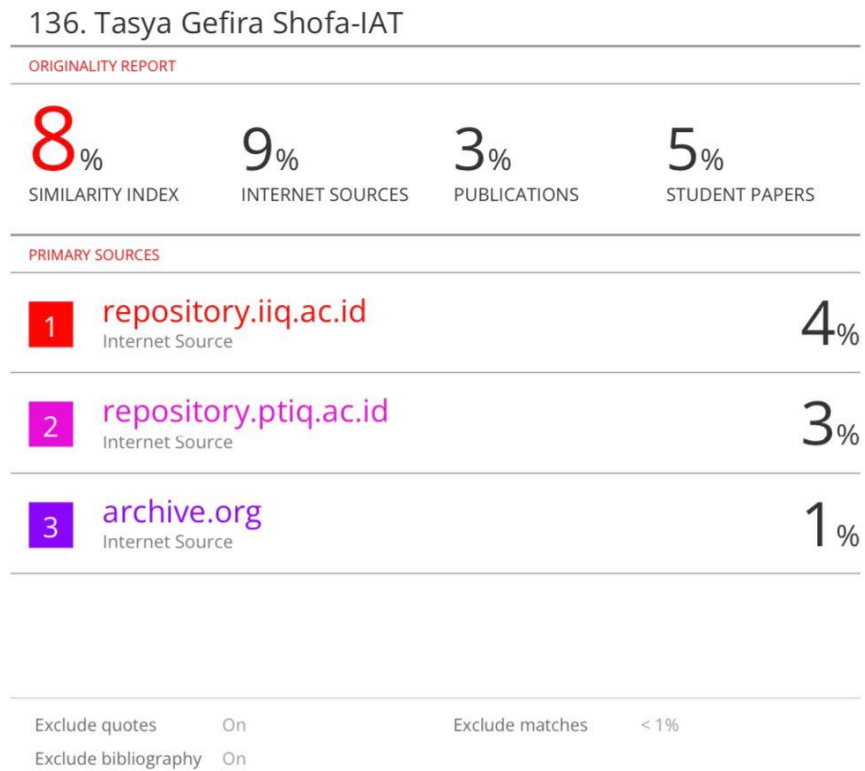 136. Tasya Gefira Shofa-IAT
ORIGINALITY REPORT
8% 9% 3% 5%
SIMILARITY INDEX INTERNET SOURCES PUBLICATIONS STUDENT PAPERS
PRIMARY SOURCES
1 repository.iiq.ac.id 4%
Internet Source
2 repository.ptiq.ac.id 3%
Internet Source
3 archive.org 1%
Internet Source
Exclude quotes On Exclude matches < 1%
Exclude bibliography On